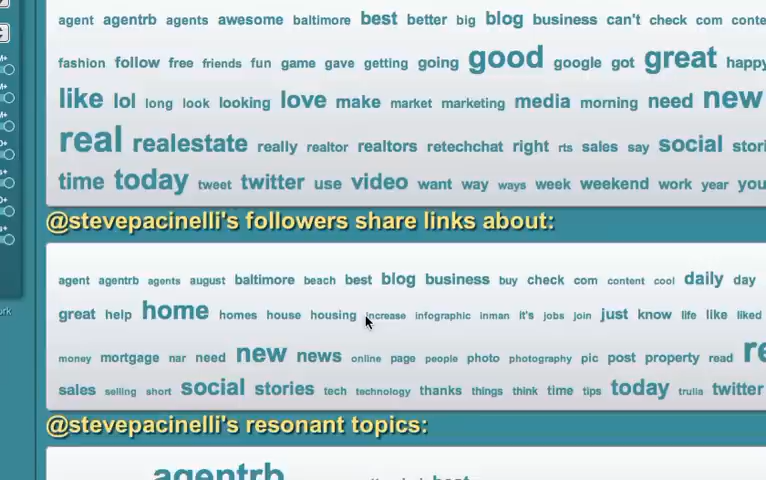 agent agentrb agents awesome baltimore best better big blog business can't check com conte
fashion follow free friends fun game gave getting going good google got great happy
like lol long look looking love make market marketing media morning need new
real realestate really realtor realtors retechchat right rts sales say social stori
time today tweet twitter use video want way ways week weekend work year you
@stevepacinelli's followers share links about:
agent agentrb agents august baltimore beach best blog business buy check com content cool daily day
great help home homes house housing increase infographic inman it's jobs join just know life like liked
money mortgage nar need new news online page people photo photography pic post property read re
sales selling short social stories tech technology thanks things think time tips today trulia twitter
@stevepacinelli's resonant topics:
agentrb